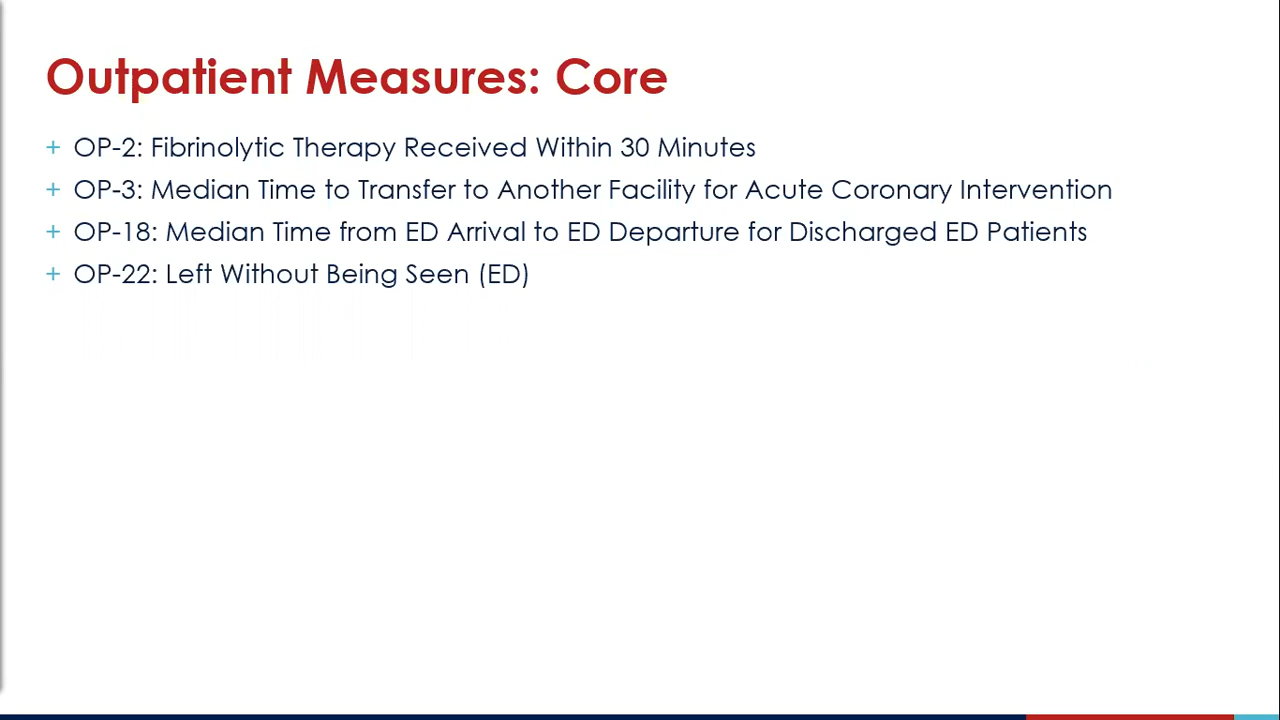 Outpatient Measures: Core
+ OP-2: Fibrinolytic Therapy Received Within 30 Minutes
+ OP-3: Median Time to Transfer to Another Facility for Acute Coronary Intervention
+ OP-18: Median Time from ED Arrival to ED Departure for Discharged ED Patients
+ OP-22: Left Without Being Seen (ED)